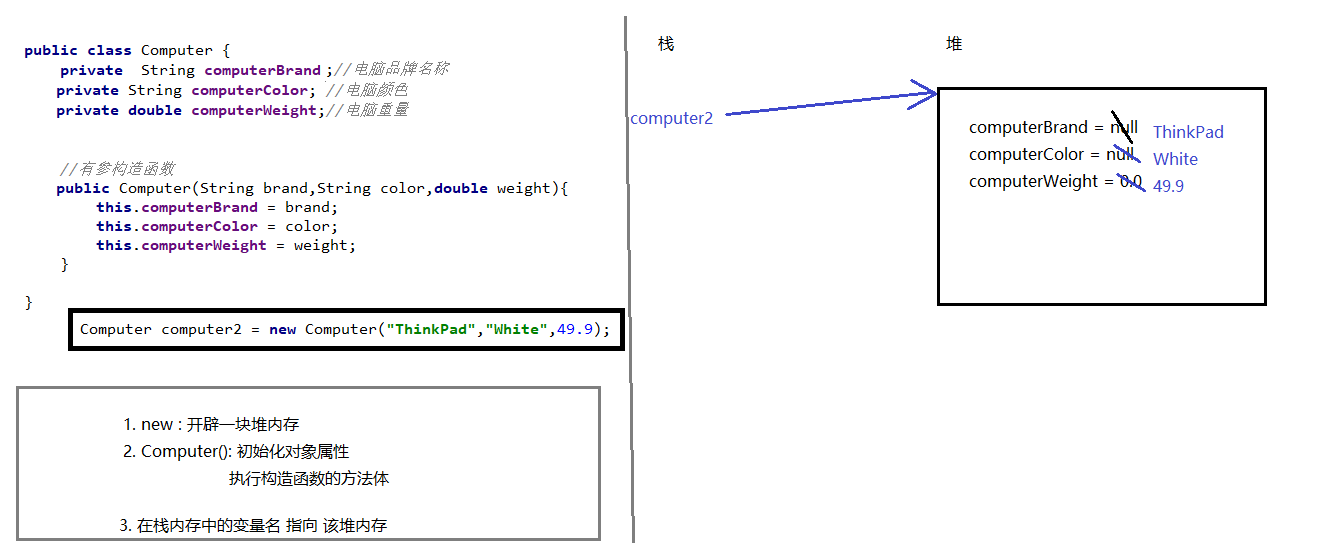 public class Computer {
private String computerBrand ;//电脑品牌名称
private String computerColor; //电脑颜色
private double computerWeight;//电脑重量
//有参构造函数
public Computer(String brand,String color,double weight){
this.computerBrand = brand;
this.computerColor = color;
this.computerWeight = weight;
}
}
Computer computer2 = new Computer("ThinkPad","White",49.9);
1. new : 开辟一块堆内存
2. Computer(): 初始化对象属性
执行构造函数的方法体
3. 在栈内存中的变量名 指向 该堆内存
栈
堆
computer2
computerBrand = null ThinkPad
computerColor = null White
computerWeight = 0.0 49.9